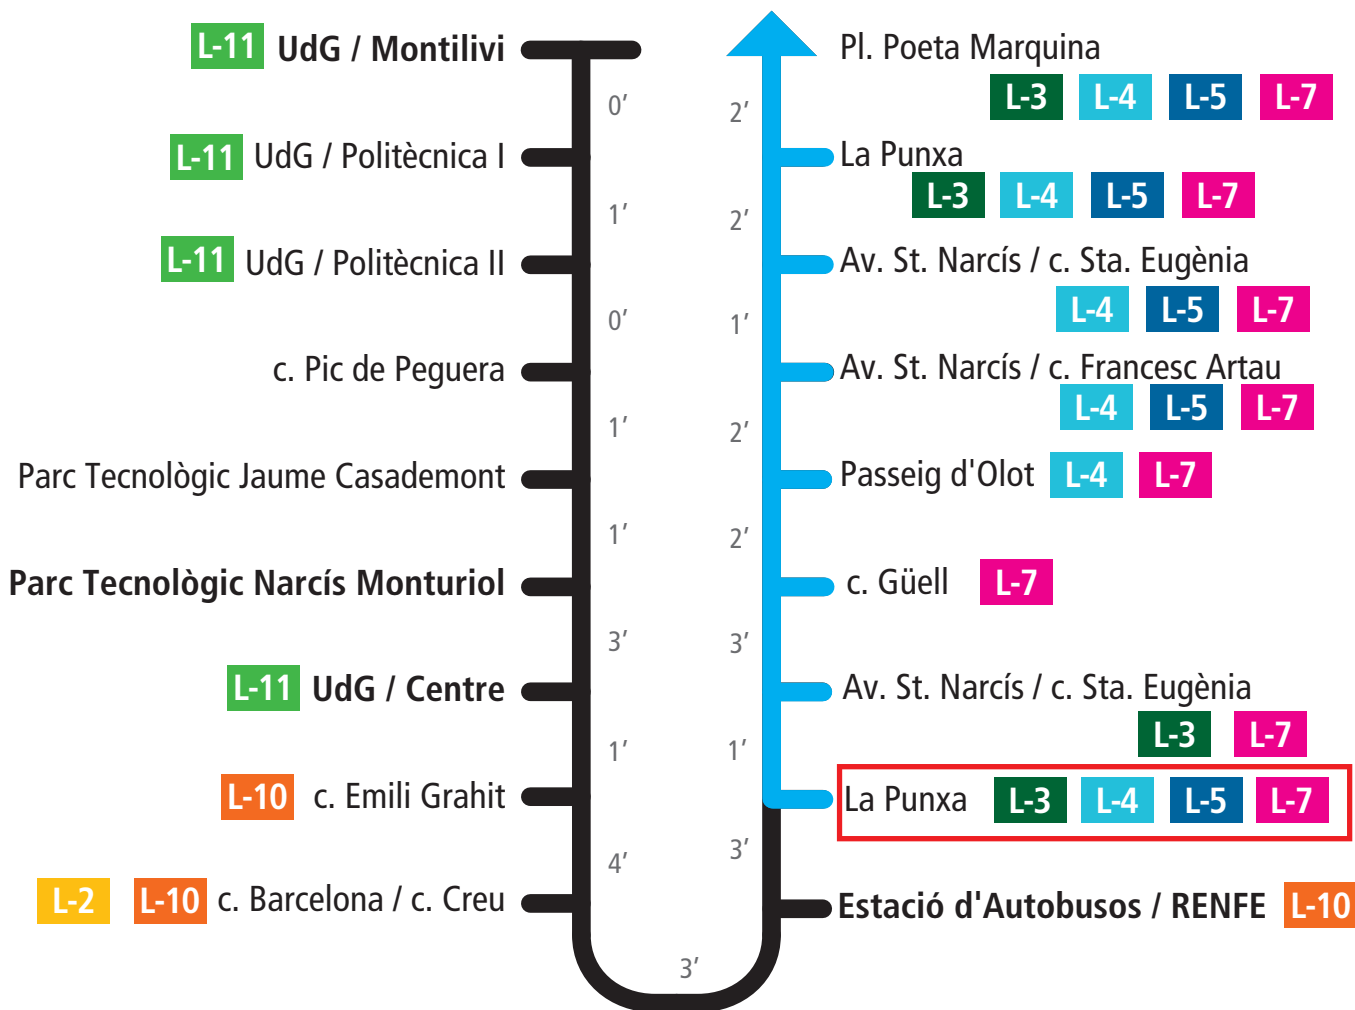 L-11 UdG / Montilivi
0’
L-11 UdG / Politècnica I
1’
L-11 UdG / Politècnica II
0’
c. Pic de Peguera
1’
Parc Tecnològic Jaume Casademont
1’
Parc Tecnològic Narcís Monturiol
3’
L-11 UdG / Centre
1’
L-10 c. Emili Grahit
4’
L-2 L-10 c. Barcelona / c. Creu
3’
Pl. Poeta Marquina
L-3 L-4 L-5 L-7
2’
La Punxa
L-3 L-4 L-5 L-7
2’
Av. St. Narcís / c. Sta. Eugènia
L-4 L-5 L-7
1’
Av. St. Narcís / c. Francesc Artau
L-4 L-5 L-7
2’
Passeig d'Olot L-4 L-7
2’
c. Güell L-7
3’
Av. St. Narcís / c. Sta. Eugènia
L-3 L-7
1’
La Punxa L-3 L-4 L-5 L-7
3’
Estació d'Autobusos / RENFE L-10